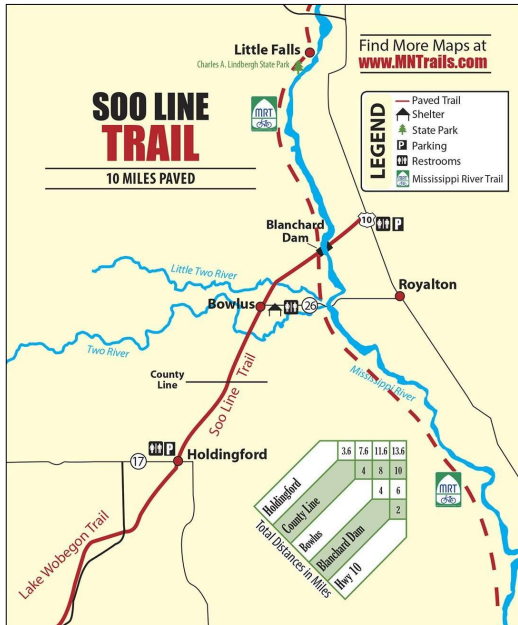 Little Falls
Charles A. Lindbergh State Park
Find More Maps at
www.MNTrails.com
SOO LINE
TRAIL
10 MILES PAVED
MRT
LEGEND
Paved Trail
Shelter
State Park
P Parking
Restrooms
MRT Mississippi River Trail
10 P
Blanchard
Dam
Little Two River
Royalton
Bowlus
26
Two River
Mississippi River
County
Line
Soo Line Trail
P
17
Holdingford
Lake Wobegon Trail
MRT
3.6 7.6 11.6 13.6
4 8 10
4 6
2
Holdingford
County Line
Bowlus
Blanchard Dam
Hwy 10
Total Distances in Miles